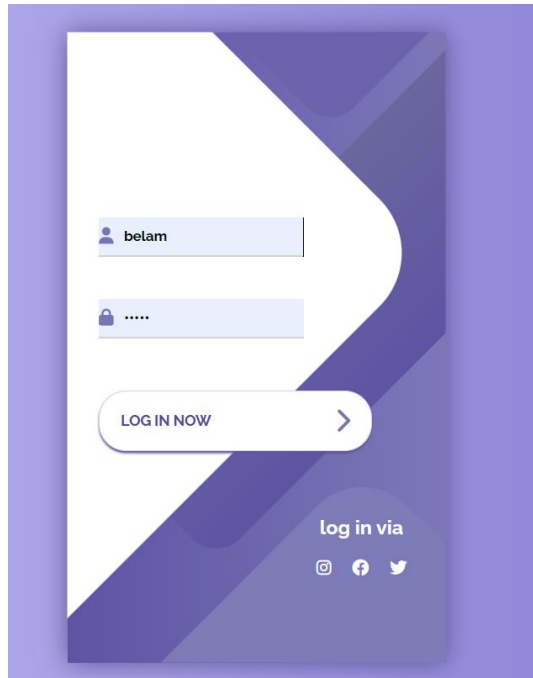 belam
•••••
LOG IN NOW
log in via